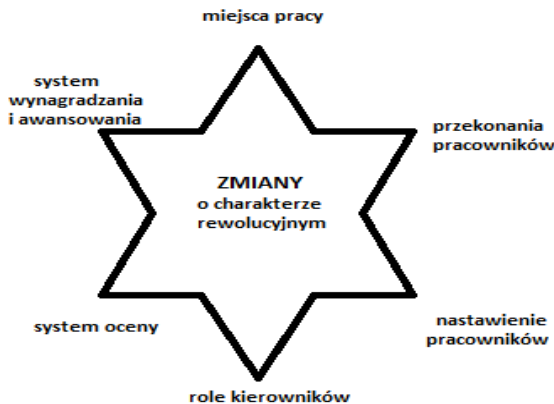 miejsca pracy
system
wynagradzania
i awansowania
przekonania
pracowników
ZMIANY
o charakterze
rewolucyjnym
system oceny
nastawienie
pracowników
role kierowników